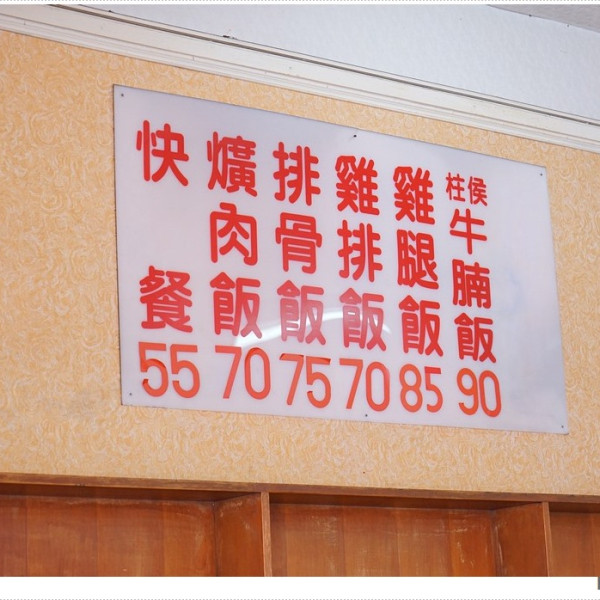 柱侯牛腩飯 90
雞腿飯 85
雞排飯 70
排骨飯 75
爌肉飯 70
快餐 55